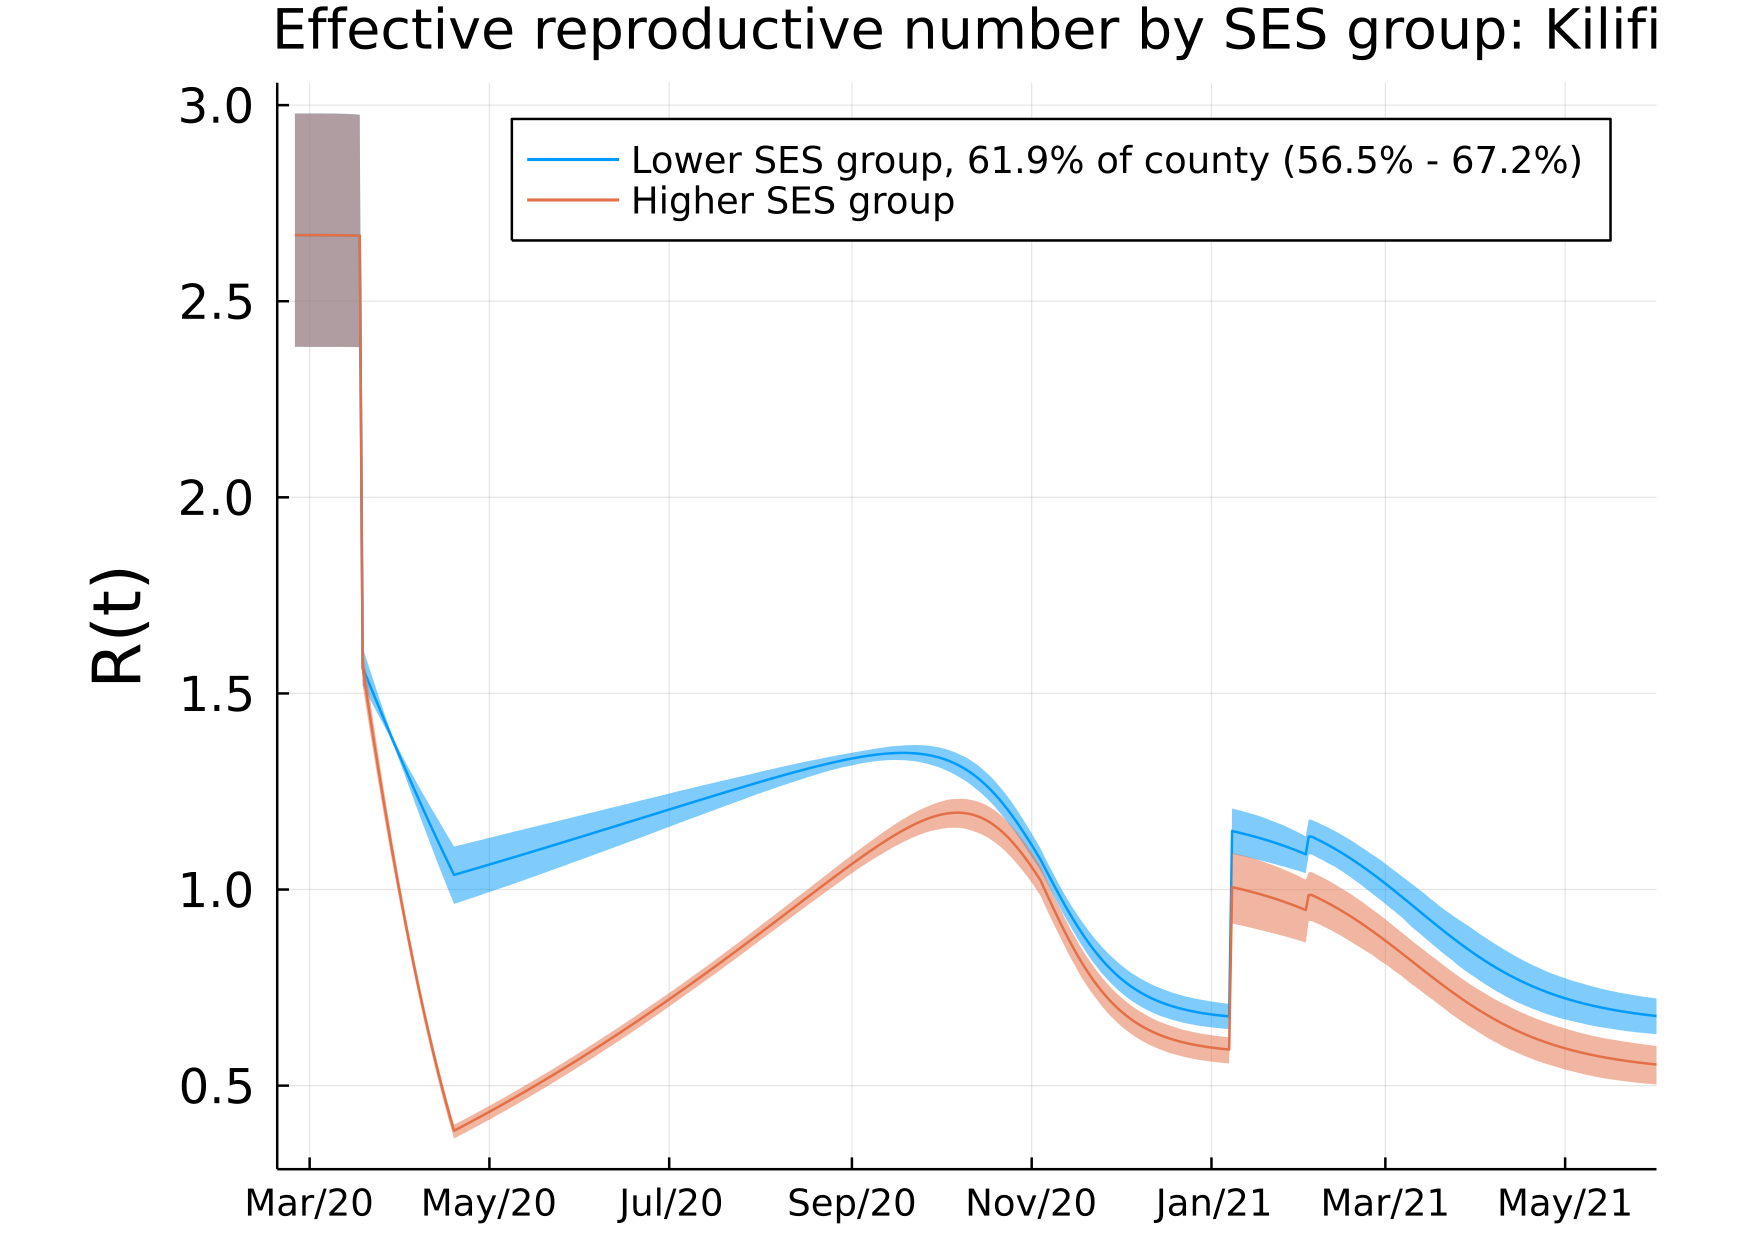 Effective reproductive number by SES group: Kilifi
3.0
Lower SES group, 61.9% of county (56.5% - 67.2%)
Higher SES group
2.5
2.0
R(t)
1.5
1.0
0.5
Mar/20 May/20 Jul/20 Sep/20 Nov/20 Jan/21 Mar/21 May/21